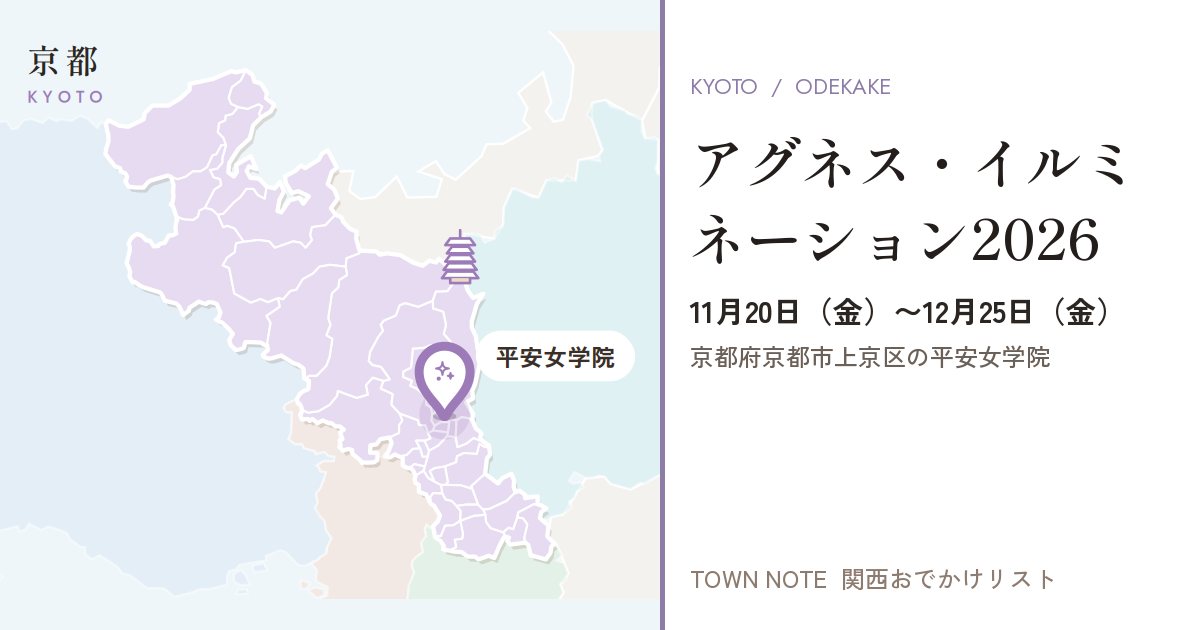 京都
KYOTO
平安女学院
KYOTO / ODEKAKE
アグネス・イルミ
ネーション2026
11月20日（金）〜12月25日（金）
京都府京都市上京区の平安女学院
TOWN NOTE 関西おでかけリスト